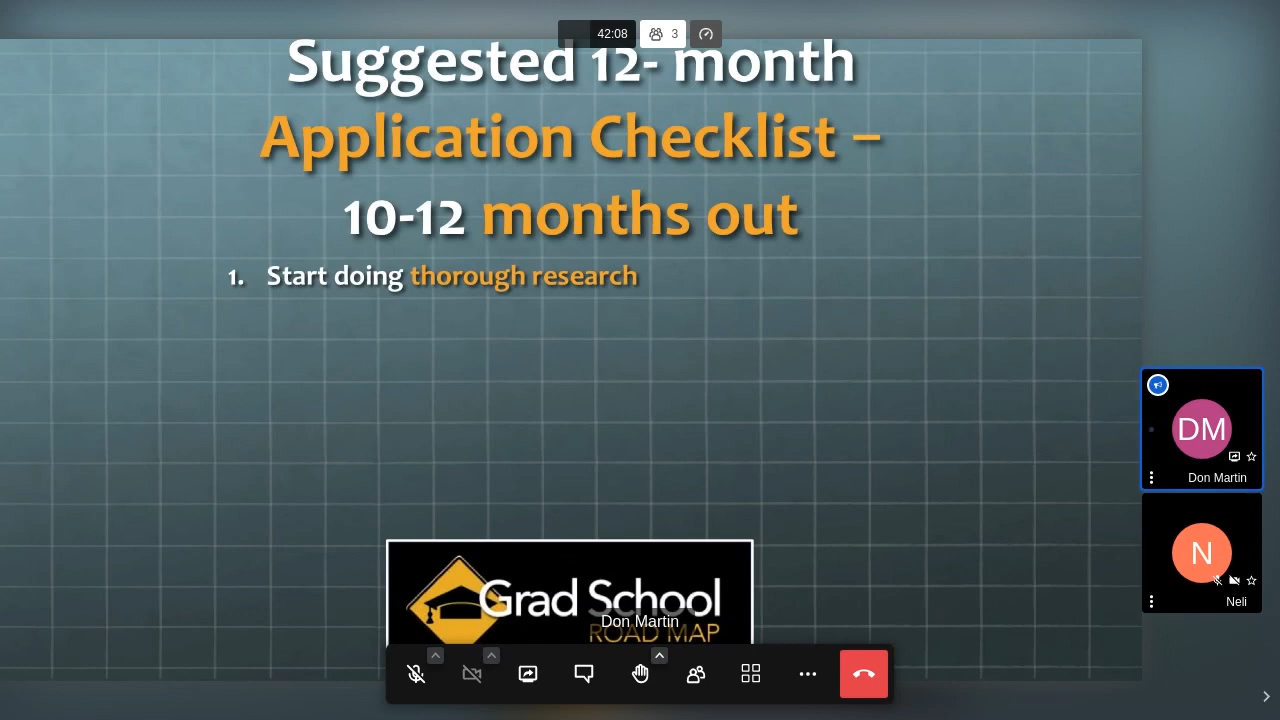 42:08
3
Suggested 12- month
Application Checklist –
10-12 months out
1. Start doing thorough research
DM
Don Martin
N
Neli
Grad School
Don Martin
ROAD MAP